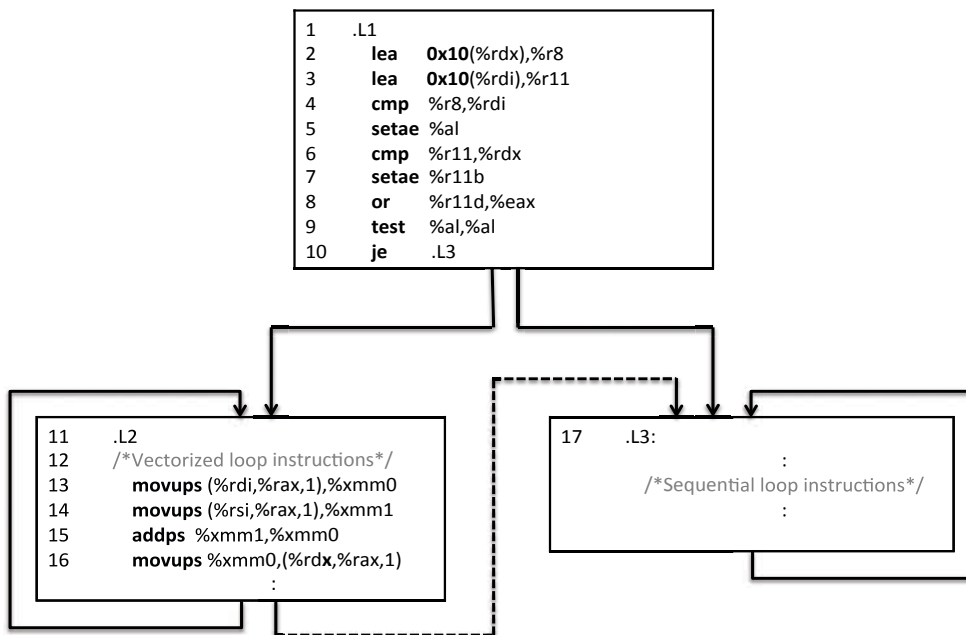 1 .L1
2 lea 0x10(%rdx),%r8
3 lea 0x10(%rdi),%r11
4 cmp %r8,%rdi
5 setae %al
6 cmp %r11,%rdx
7 setae %r11b
8 or %r11d,%eax
9 test %al,%al
10 je .L3
11 .L2
12 /*Vectorized loop instructions*/
13 movups (%rdi,%rax,1),%xmm0
14 movups (%rsi,%rax,1),%xmm1
15 addps %xmm1,%xmm0
16 movups %xmm0,(%rdx,%rax,1)
:
17 .L3:
:
/*Sequential loop instructions*/
: